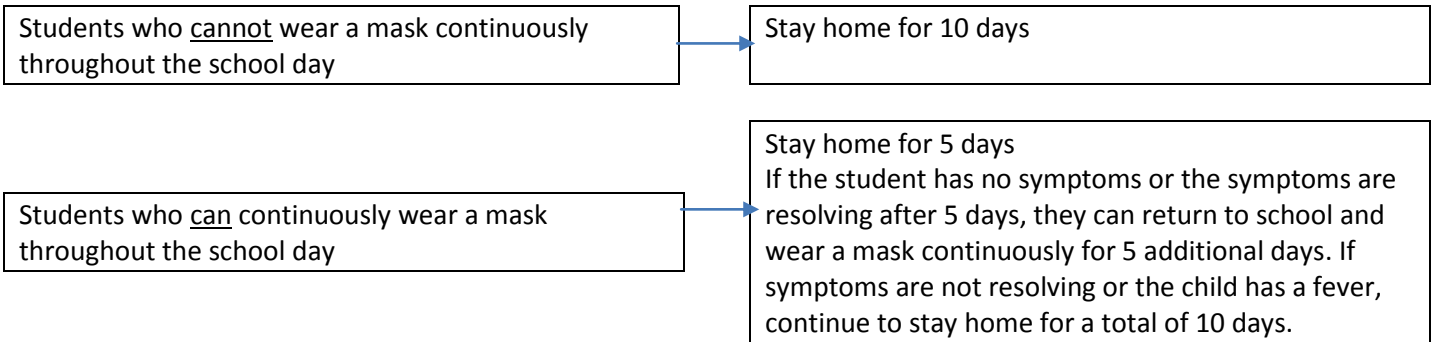 Students who cannot wear a mask continuously
throughout the school day
Stay home for 10 days
Students who can continuously wear a mask
throughout the school day
Stay home for 5 days
If the student has no symptoms or the symptoms are
resolving after 5 days, they can return to school and
wear a mask continuously for 5 additional days. If
symptoms are not resolving or the child has a fever,
continue to stay home for a total of 10 days.